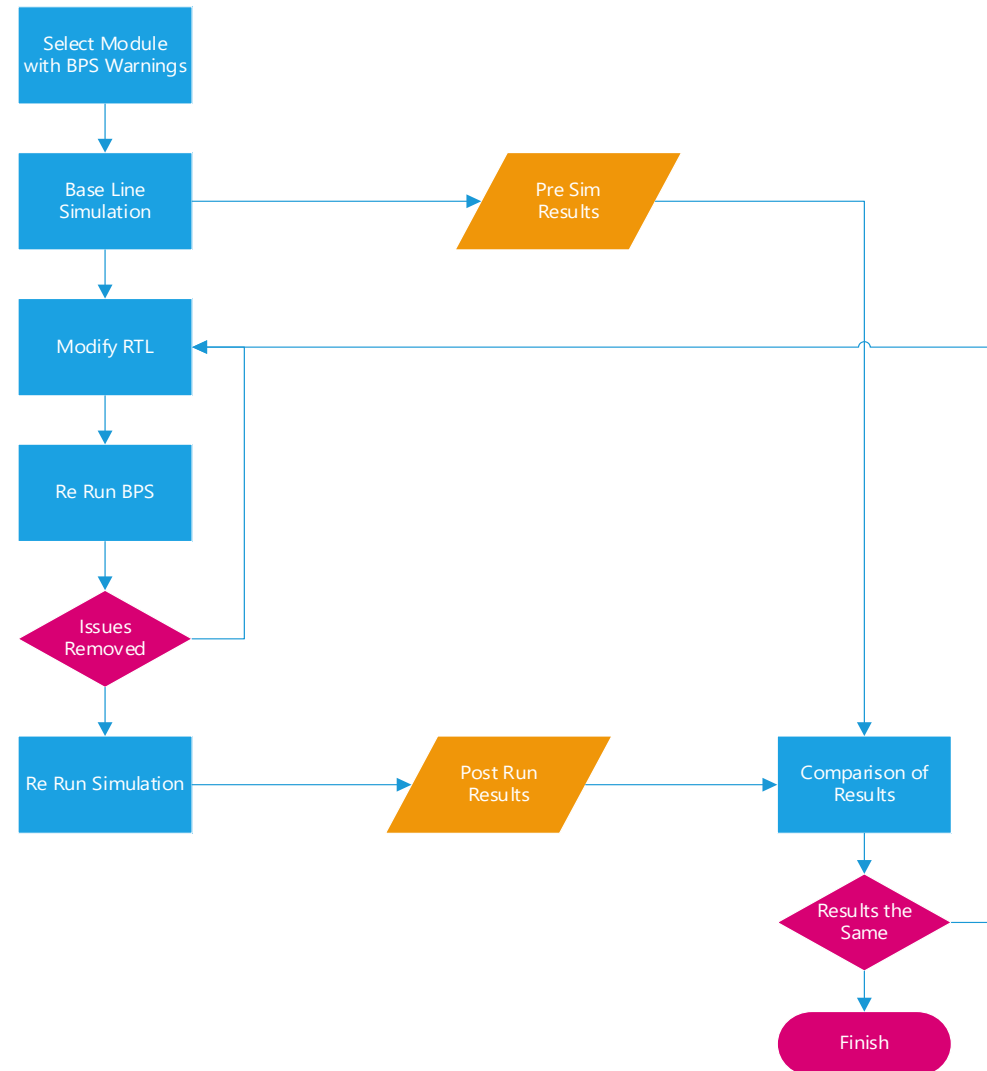 Select Module
with BPS Warnings
Base Line
Simulation
Pre Sim
Results
Modify RTL
Re Run BPS
Issues
Removed
Re Run Simulation
Post Run
Results
Comparison of
Results
Results the
Same
Finish